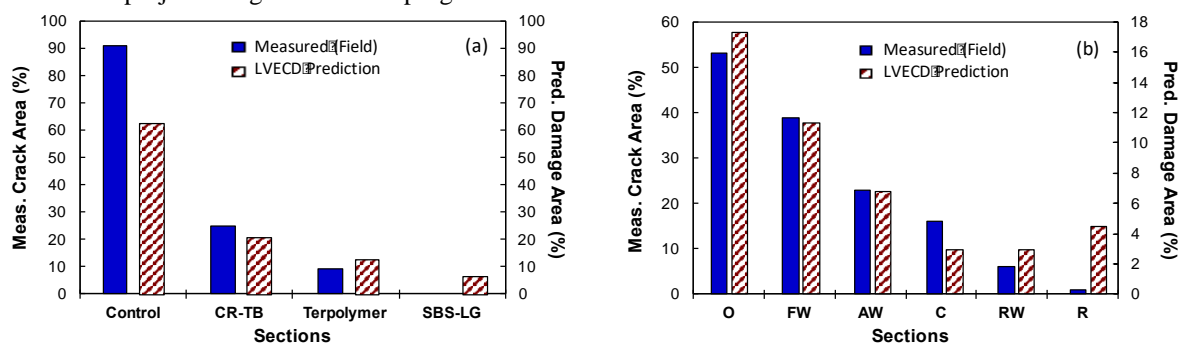 100
90
80
70
60
50
40
30
20
10
0
Meas. Crack Area (%)
Measured (Field)
LVECD Prediction
(a)
100
90
80
70
60
50
40
30
20
10
0
Pred. Damage Area (%)
Control CR-TB Terpolymer SBS-LG
Sections
60
50
40
30
20
10
0
Meas. Crack Area (%)
Measured (Field)
LVECD Prediction
(b)
18
16
14
12
10
8
6
4
2
0
Pred. Damage Area (%)
O FW AW C RW R
Sections